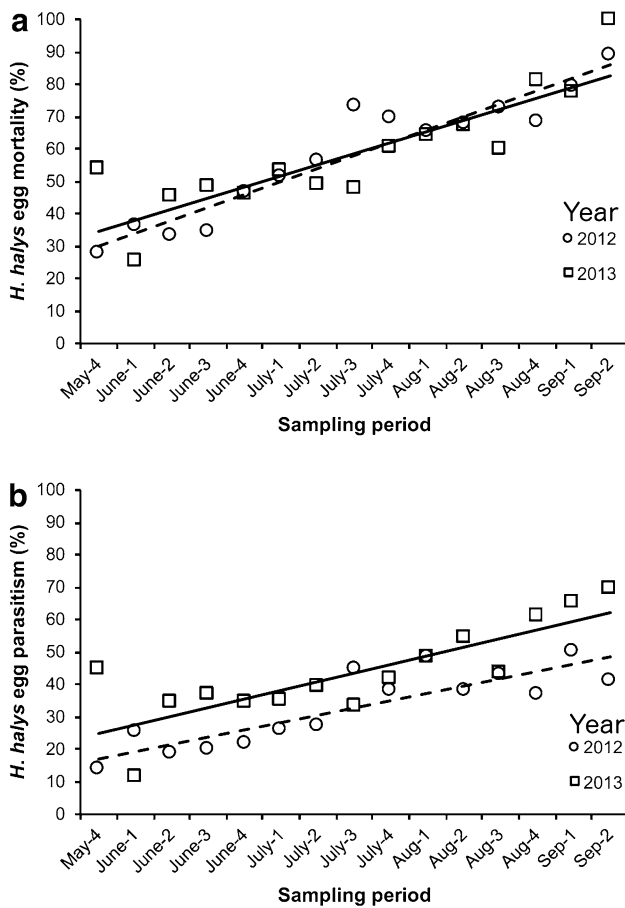 a
H. halys egg mortality (%)
100
90
80
70
60
50
40
30
20
10
0
Year
2012
2013
May-4
June-1
June-2
June-3
June-4
July-1
July-2
July-3
July-4
Aug-1
Aug-2
Aug-3
Aug-4
Sep-1
Sep-2
Sampling period
b
H. halys egg parasitism (%)
100
90
80
70
60
50
40
30
20
10
0
Year
2012
2013
May-4
June-1
June-2
June-3
June-4
July-1
July-2
July-3
July-4
Aug-1
Aug-2
Aug-3
Aug-4
Sep-1
Sep-2
Sampling period